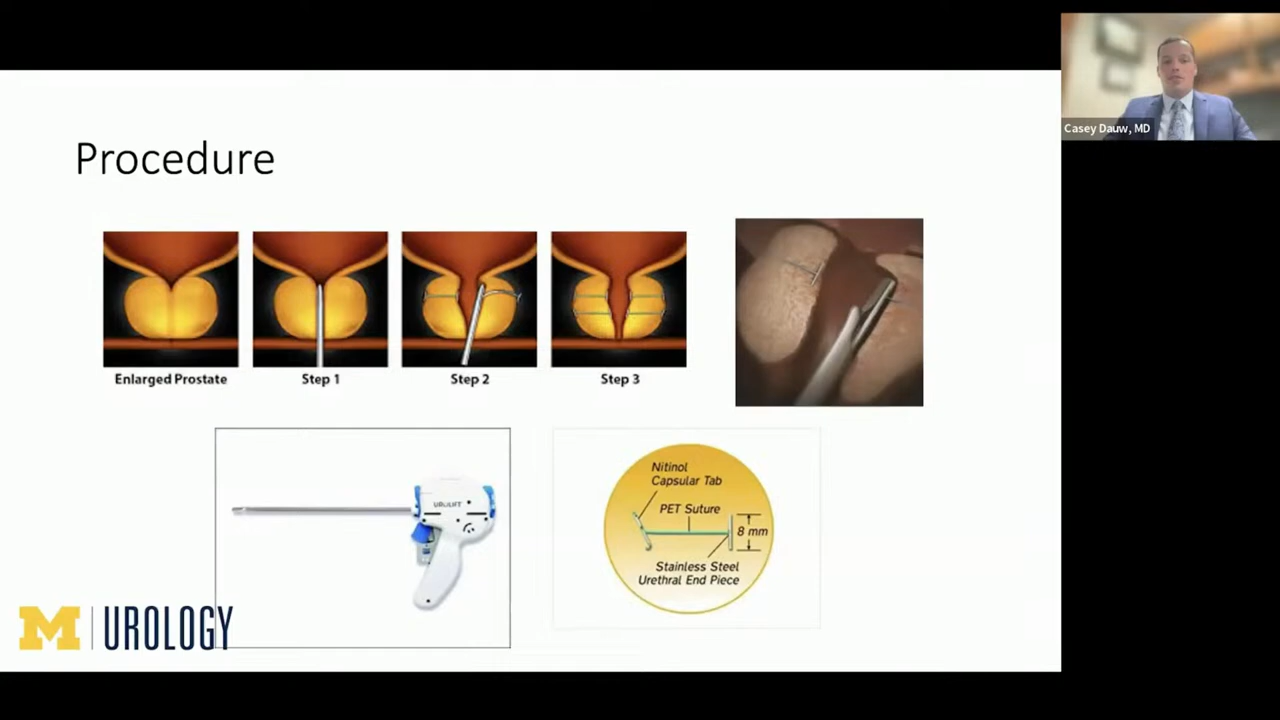 Casey Dauw, MD
Procedure
Enlarged Prostate
Step 1
Step 2
Step 3
UROLIFT
Nitinol
Capsular Tab
PET Suture
8 mm
Stainless Steel
Urethral End Piece
M | UROLOGY